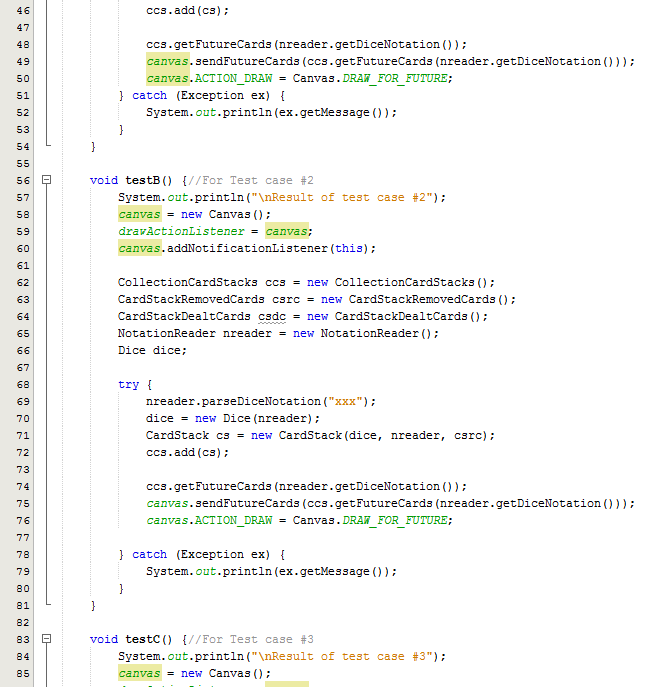 46 ccs.add(cs);
47
48 ccs.getFutureCards(nreader.getDiceNotation());
49 canvas.sendFutureCards(ccs.getFutureCards(nreader.getDiceNotation()));
50 canvas.ACTION_DRAW = Canvas.DRAW_FOR_FUTURE;
51 } catch (Exception ex) {
52 System.out.println(ex.getMessage());
53 }
54 }
55
56 void testB() {//For Test case #2
57 System.out.println("\nResult of test case #2");
58 canvas = new Canvas();
59 drawActionListener = canvas;
60 canvas.addNotificationListener(this);
61
62 CollectionCardStacks ccs = new CollectionCardStacks();
63 CardStackRemovedCards csrc = new CardStackRemovedCards();
64 CardStackDealtCards csdc = new CardStackDealtCards();
65 NotationReader nreader = new NotationReader();
66 Dice dice;
67
68 try {
69 nreader.parseDiceNotation("xxx");
70 dice = new Dice(nreader);
71 CardStack cs = new CardStack(dice, nreader, csrc);
72 ccs.add(cs);
73
74 ccs.getFutureCards(nreader.getDiceNotation());
75 canvas.sendFutureCards(ccs.getFutureCards(nreader.getDiceNotation()));
76 canvas.ACTION_DRAW = Canvas.DRAW_FOR_FUTURE;
77
78 } catch (Exception ex) {
79 System.out.println(ex.getMessage());
80 }
81 }
82
83 void testC() {//For Test case #3
84 System.out.println("\nResult of test case #3");
85 canvas = new Canvas();